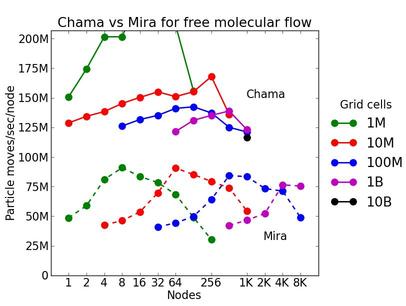 Chama vs Mira for free molecular flow
Particle moves/sec/node
200M
175M
150M
125M
100M
75M
50M
25M
0
1 2 4 8 16 32 64 256 1K 2K 4K 8K
Nodes
Chama
Mira
Grid cells
1M
10M
100M
1B
10B